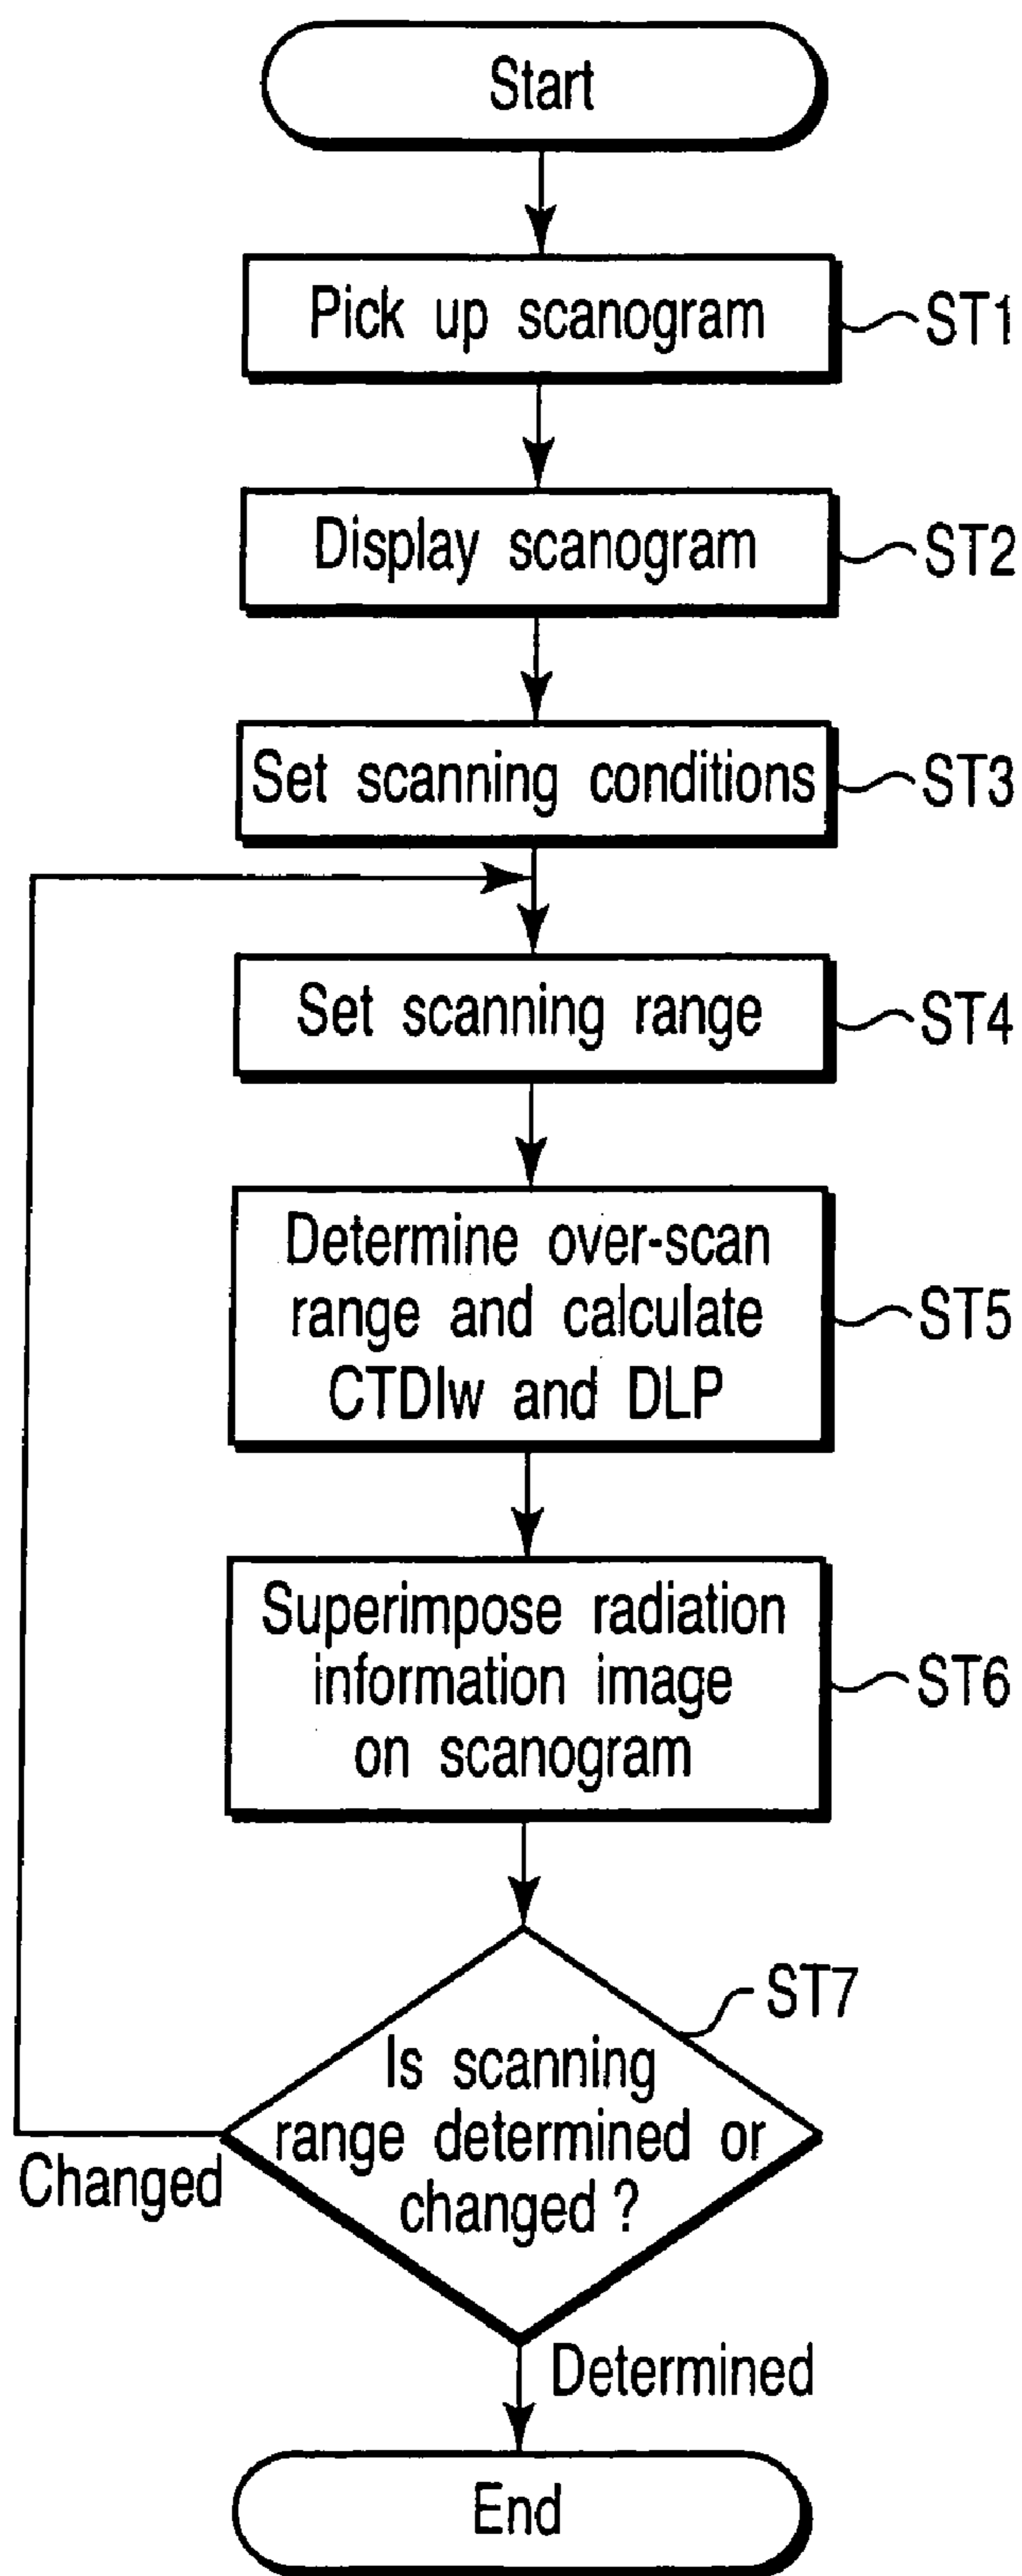 Start
Pick up scanogram
ST1
Display scanogram
ST2
Set scanning conditions
ST3
Set scanning range
ST4
Determine over-scan
range and calculate
CTDIw and DLP
ST5
Superimpose radiation
information image
on scanogram
ST6
ST7
Is scanning
range determined or
changed ?
Changed
Determined
End